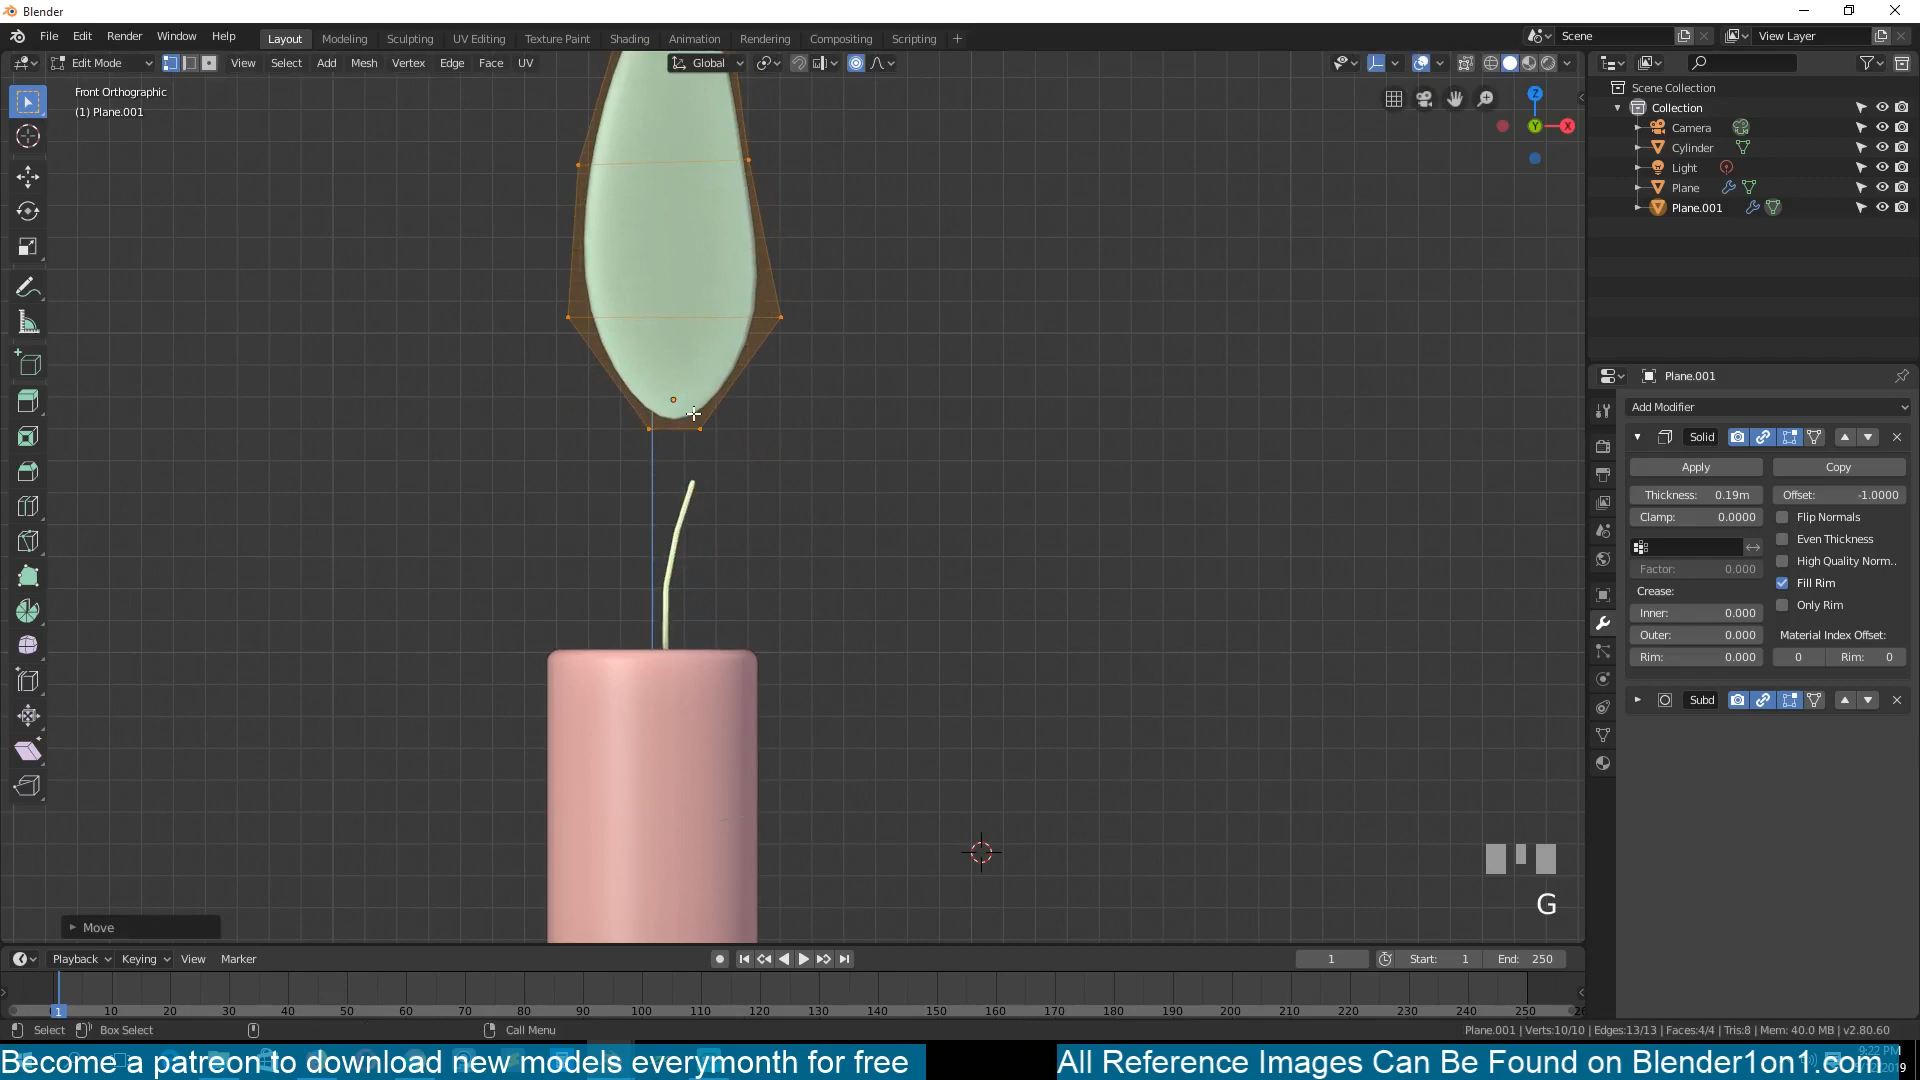 Blender
File Edit Render Window Help Layout Modeling Sculpting UV Editing Texture Paint Shading Animation Rendering Compositing Scripting + Scene View Layer
Edit Mode View Select Add Mesh Vertex Edge Face UV Global
Front Orthographic
(1) Plane.001
Z
Y X
Scene Collection
Collection
Camera
Cylinder
Light
Plane
Plane.001
Plane.001
Add Modifier
Solid
Apply Copy
Thickness: 0.19m Offset: -1.0000
Clamp: 0.0000 Flip Normals
Even Thickness
High Quality Norm..
Factor: 0.000
Fill Rim
Crease:
Only Rim
Inner: 0.000
Outer: 0.000 Material Index Offset:
Rim: 0.000 0 Rim: 0
Subd
G
Move
Playback Keying View Marker 1 Start: 1 End: 250
1 10 20 30 40 50 60 70 80 90 100 110 120 130 140 150 160 170 180 190 200 210 220 230 240 250 26
Select Box Select Call Menu Plane.001 | Verts:10/10 | Edges:13/13 | Faces:4/4 | Tris:8 | Mem: 40.0 MB | v2.80.60
Become a patreon to download new models everymonth for free All Reference Images Can Be Found on Blender1on1.com
9:22 PM